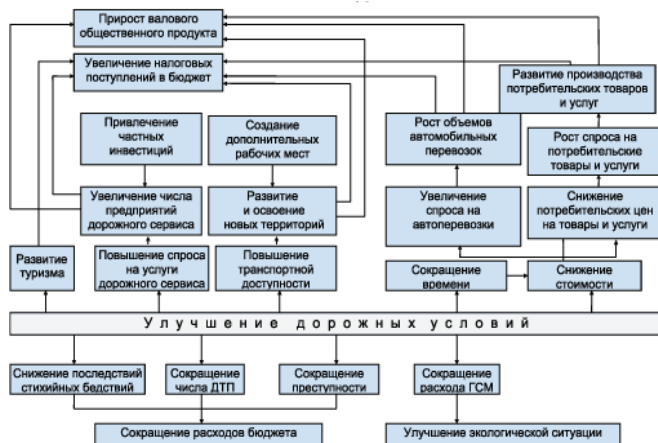 Прирост валового
общественного продукта
Увеличение налоговых
поступлений в бюджет
Развитие производства
потребительских товаров
и услуг
Привлечение
частных
инвестиций
Создание
дополнительных
рабочих мест
Рост объемов
автомобильных
перевозок
Рост спроса на
потребительские
товары и услуги
Увеличение числа
предприятий
дорожного сервиса
Развитие
и освоение
новых территорий
Увеличение
спроса на
автоперевозки
Снижение
потребительских цен
на товары и услуги
Развитие
туризма
Повышение спроса
на услуги
дорожного сервиса
Повышение
транспортной
доступности
Сокращение
времени
Снижение
стоимости
Улучшение дорожных условий
Снижение последствий
стихийных бедствий
Сокращение
числа ДТП
Сокращение
преступности
Сокращение
расхода ГСМ
Сокращение расходов бюджета
Улучшение экологической ситуации